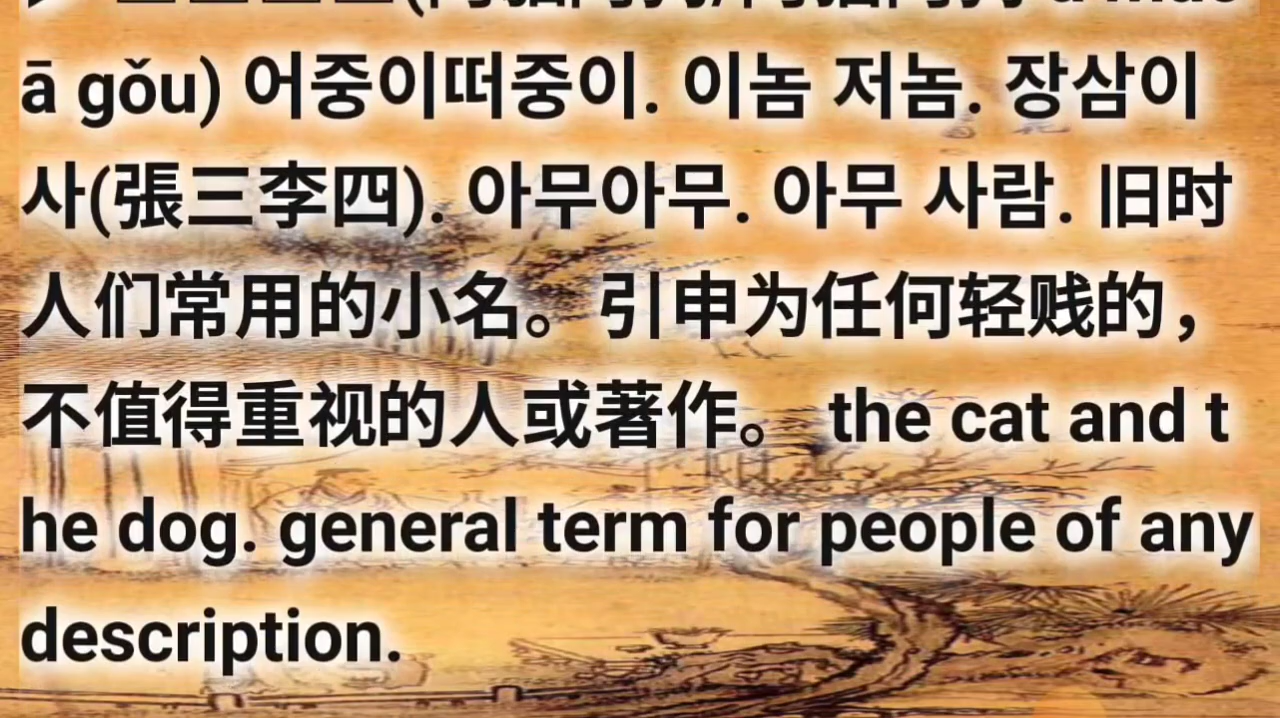 ā gǒu) 어중이떠중이. 이놈 저놈. 장삼이
사(張三李四). 아무아무. 아무 사람. 旧时
人们常用的小名。引申为任何轻贱的，
不值得重视的人或著作。 the cat and t
he dog. general term for people of any
description.